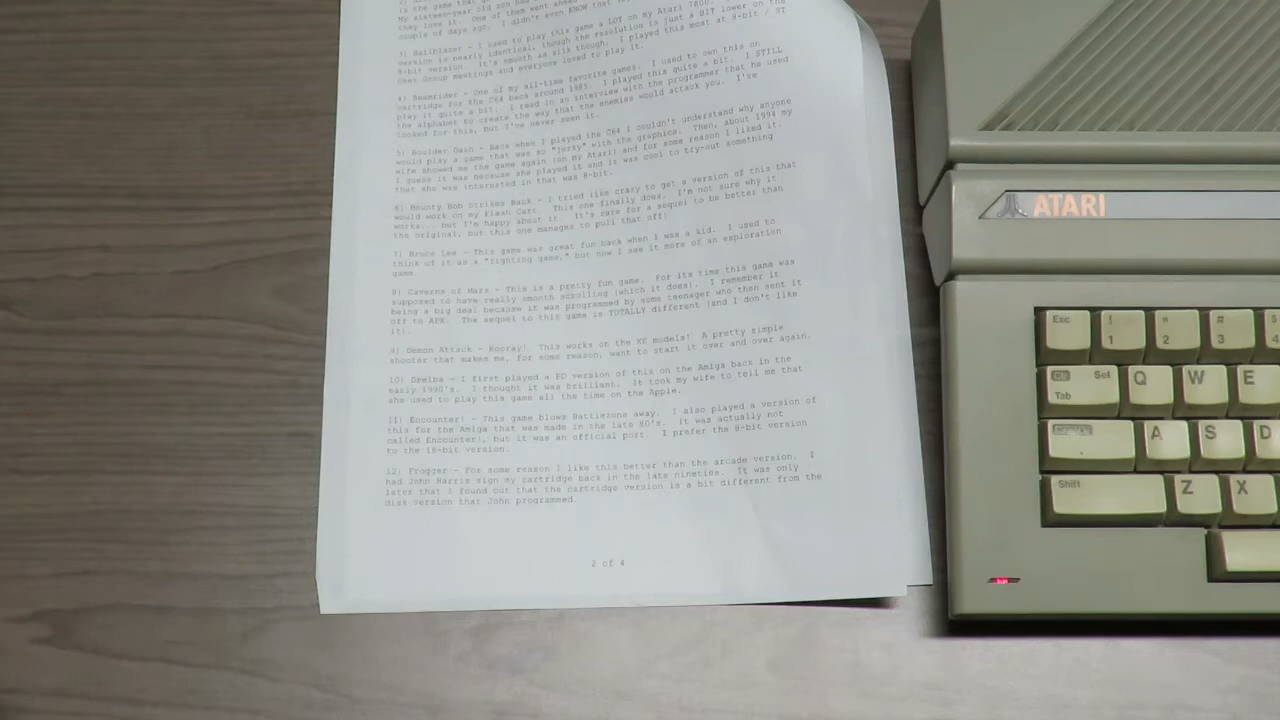 is the game that
My sixteen-year old son had
they love it. One of them went ahead
couple of days ago. I didn't even KNOW that
3) Ballblazer - I used to play this game a LOT on my Atari 7800.
version is nearly identical, though the resolution is just a BIT lower on the
8-bit version. It's smooth as silk though. I played this most at 8-bit / ST
User Group meetings and everyone loved to play it.
4) Beamrider - One of my all-time favorite games. I used to own this on
cartridge for the C64 back around 1985. I played this quite a bit. I STILL
play it quite a bit. I read in an interview with the programmer that he used
the alphabet to create the way that the enemies would attack you. I've
looked for this, but I've never seen it.
5) Boulder Dash - Back when I played the C64 I couldn't understand why anyone
would play a game that was so "jerky" with the graphics. Then, about 1994 my
wife showed me the game again (on my Atari) and for some reason I liked it.
I guess it was because she played it and it was cool to try-out something
that she was interested in that was 8-bit.
6) Bounty Bob Strikes Back - I tried like crazy to get a version of this that
would work on my Flash Cart. This one finally does. I'm not sure why it
works... but I'm happy about it. It's rare for a sequel to be better than
the original, but this one manages to pull that off!
7) Bruce Lee - This game was great fun back when I was a kid. I used to
think of it as a "fighting game," but now I see it more of an exploration
game.
8) Caverns of Mars - This is a pretty fun game. For its time this game was
supposed to have really smooth scrolling (which it does). I remember it
being a big deal because it was programmed by some teenager who then sent it
off to APX. The sequel to this game is TOTALLY different (and I don't like
it).
9) Demon Attack - Hooray! This works on the XE models! A pretty simple
shooter that makes me, for some reason, want to start it over and over again.
10) Dreibs - I first played a PD version of this on the Amiga back in the
early 1990's. I thought it was brilliant. It took my wife to tell me that
she used to play this game all the time on the Apple.
11) Encounter! - This game blows Battlezone away. I also played a version of
this for the Amiga that was made in the late 80's. It was actually not
called Encounter!, but it was an official port. I prefer the 8-bit version
to the 16-bit version.
12) Frogger - For some reason I like this better than the arcade version. I
had John Harris sign my cartridge back in the late nineties. It was only
later that I found out that the cartridge version is a bit different from the
disk version that John programmed.
2 of 4
ATARI
Esc ! 1 " 2 # 3 $ 4
Clr Set Tab Q W E
Control A S D
Shift Z X